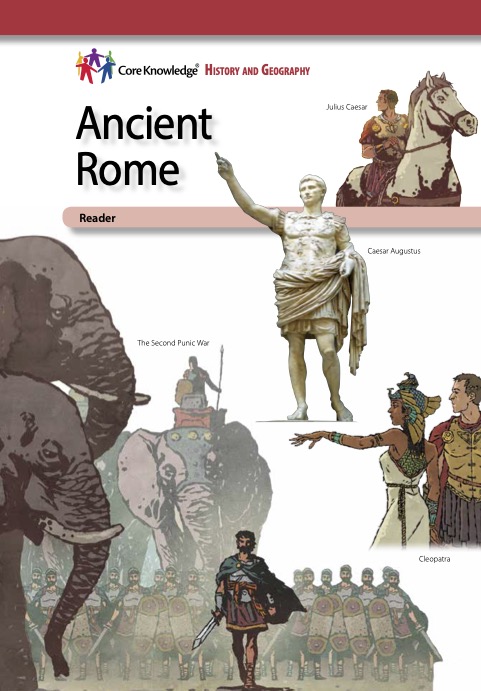 Core Knowledge® HISTORY AND GEOGRAPHY
Julius Caesar
Ancient
Rome
Reader
Caesar Augustus
The Second Punic War
Cleopatra